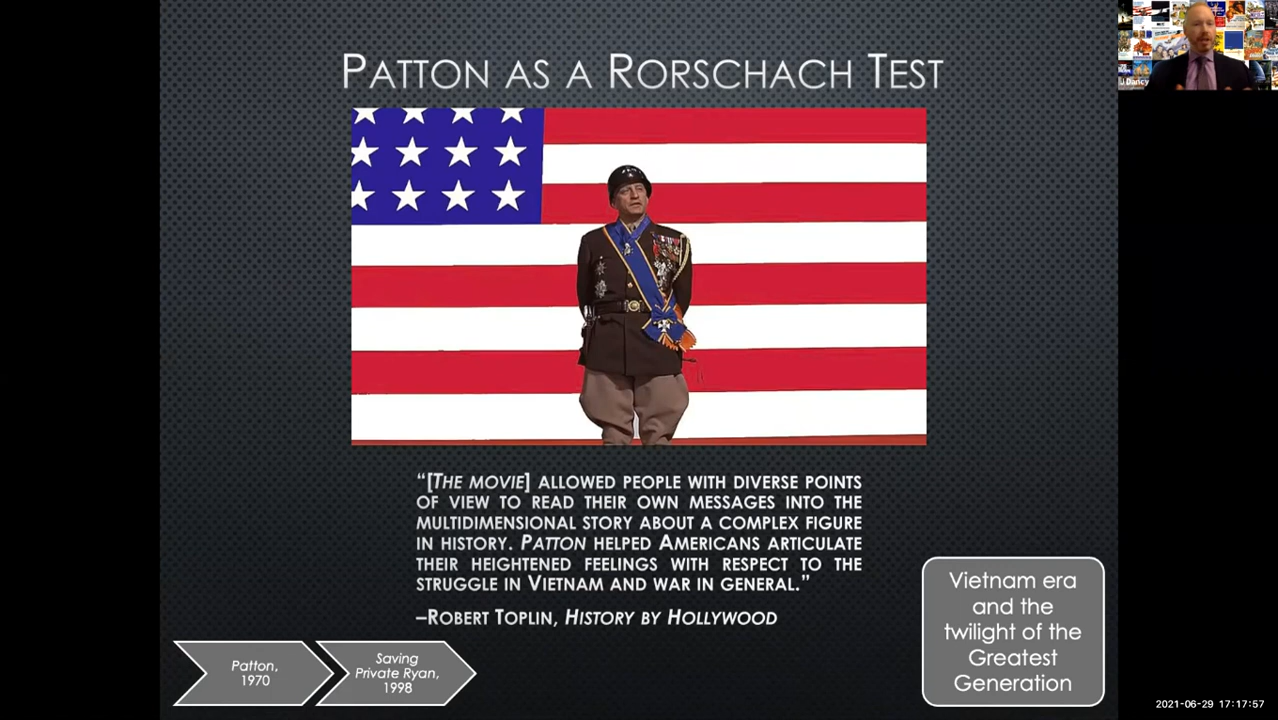 PATTON AS A RORSCHACH TEST
“[THE MOVIE] ALLOWED PEOPLE WITH DIVERSE POINTS
OF VIEW TO READ THEIR OWN MESSAGES INTO THE
MULTIDIMENSIONAL STORY ABOUT A COMPLEX FIGURE
IN HISTORY. PATTON HELPED AMERICANS ARTICULATE
THEIR HEIGHTENED FEELINGS WITH RESPECT TO THE
STRUGGLE IN VIETNAM AND WAR IN GENERAL.”
–ROBERT TOPLIN, HISTORY BY HOLLYWOOD
Patton,
1970
Saving
Private Ryan,
1998
Vietnam era
and the
twilight of the
Greatest
Generation
J Dancy
2021-06-29 17:17:57